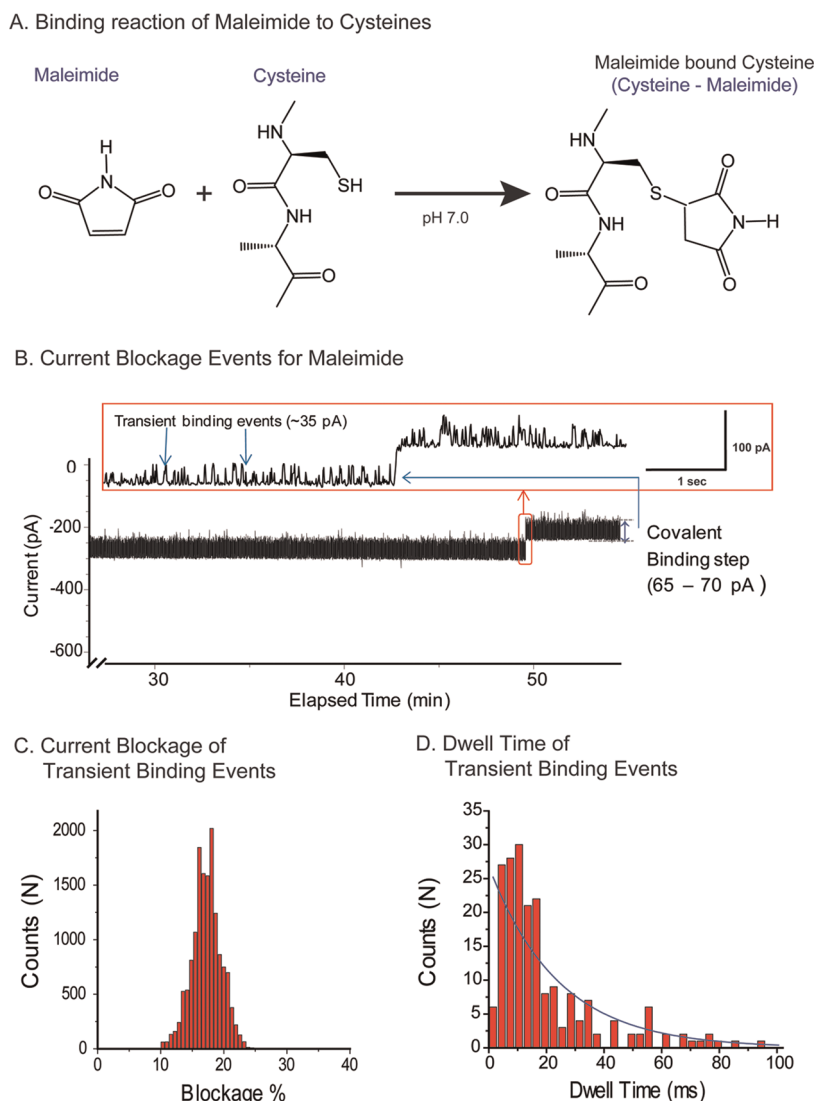 A. Binding reaction of Maleimide to Cysteines
Maleimide
Cysteine
Maleimide bound Cysteine
(Cysteine - Maleimide)
H
N
O
O
+
HN
O
SH
NH
O
pH 7.0
HN
O
S
O
N
H
NH
O
O
B. Current Blockage Events for Maleimide
Transient binding events (~35 pA)
100 pA
1 sec
Current (pA)
0
-200
-400
-600
Covalent
Binding step
(65 – 70 pA )
30
40
50
Elapsed Time (min)
C. Current Blockage of
Transient Binding Events
Counts (N)
2000
1500
1000
500
0
0
10
20
30
40
Blockage %
D. Dwell Time of
Transient Binding Events
Counts (N)
35
30
25
20
15
10
5
0
0
20
40
60
80
100
Dwell Time (ms)